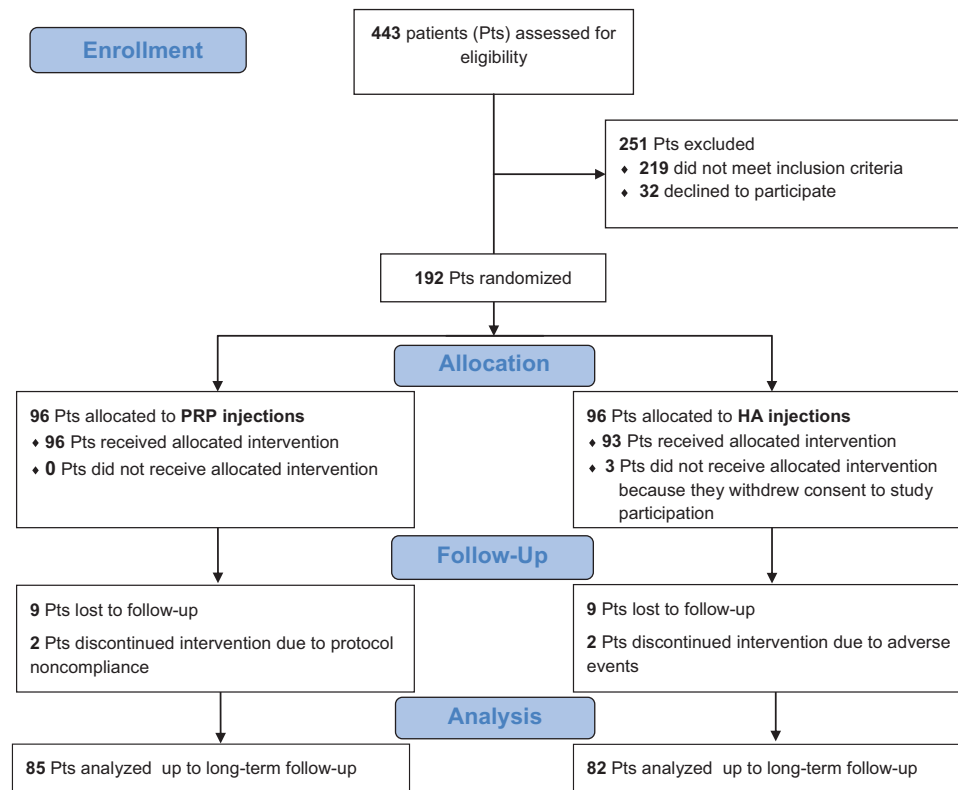 Enrollment
443 patients (Pts) assessed for
eligibility
251 Pts excluded
♦ 219 did not meet inclusion criteria
♦ 32 declined to participate
192 Pts randomized
Allocation
96 Pts allocated to PRP injections
♦ 96 Pts received allocated intervention
♦ 0 Pts did not receive allocated intervention
96 Pts allocated to HA injections
♦ 93 Pts received allocated intervention
♦ 3 Pts did not receive allocated intervention
because they withdrew consent to study
participation
Follow-Up
9 Pts lost to follow-up
2 Pts discontinued intervention due to protocol
noncompliance
9 Pts lost to follow-up
2 Pts discontinued intervention due to adverse
events
Analysis
85 Pts analyzed up to long-term follow-up
82 Pts analyzed up to long-term follow-up